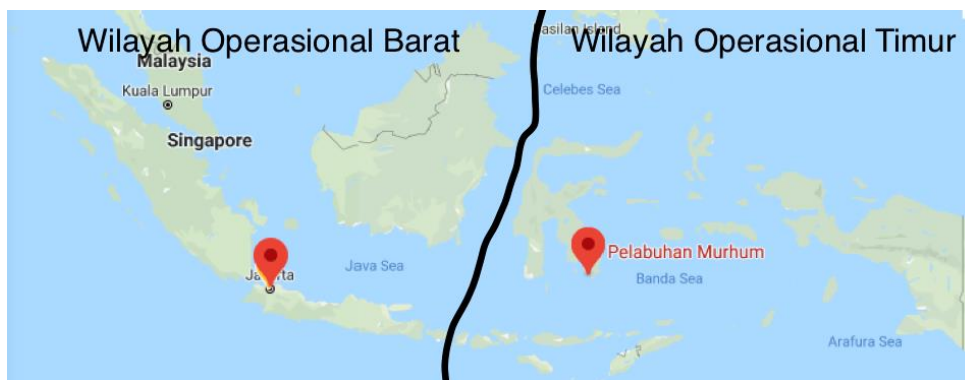 Wilayah Operasional Barat
Wilayah Operasional Timur
Malaysia
Kuala Lumpur
Singapore
Celebes Sea
Pelabuhan Murhum
Java Sea
Banda Sea
Arafura Sea